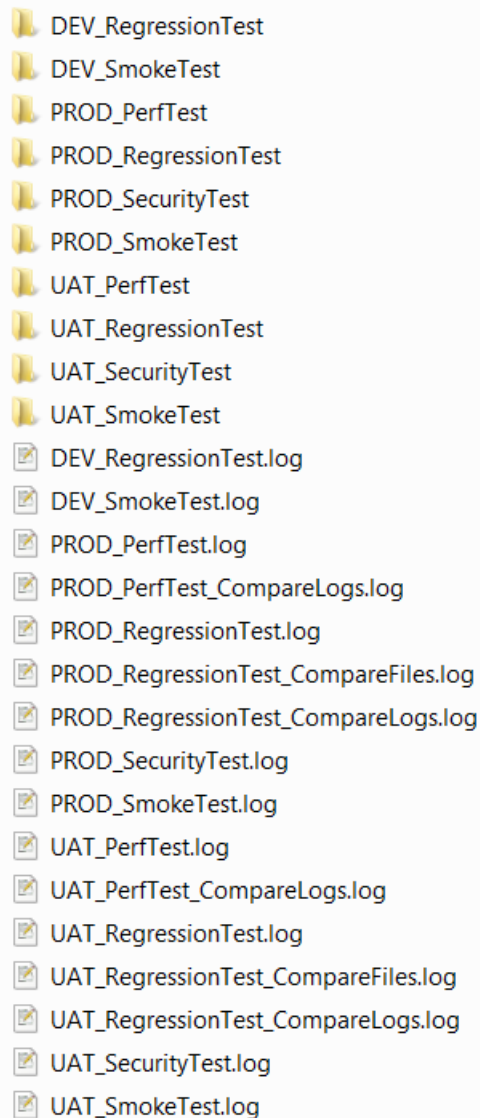 DEV_RegressionTest
DEV_SmokeTest
PROD_PerfTest
PROD_RegressionTest
PROD_SecurityTest
PROD_SmokeTest
UAT_PerfTest
UAT_RegressionTest
UAT_SecurityTest
UAT_SmokeTest
DEV_RegressionTest.log
DEV_SmokeTest.log
PROD_PerfTest.log
PROD_PerfTest_CompareLogs.log
PROD_RegressionTest.log
PROD_RegressionTest_CompareFiles.log
PROD_RegressionTest_CompareLogs.log
PROD_SecurityTest.log
PROD_SmokeTest.log
UAT_PerfTest.log
UAT_PerfTest_CompareLogs.log
UAT_RegressionTest.log
UAT_RegressionTest_CompareFiles.log
UAT_RegressionTest_CompareLogs.log
UAT_SecurityTest.log
UAT_SmokeTest.log